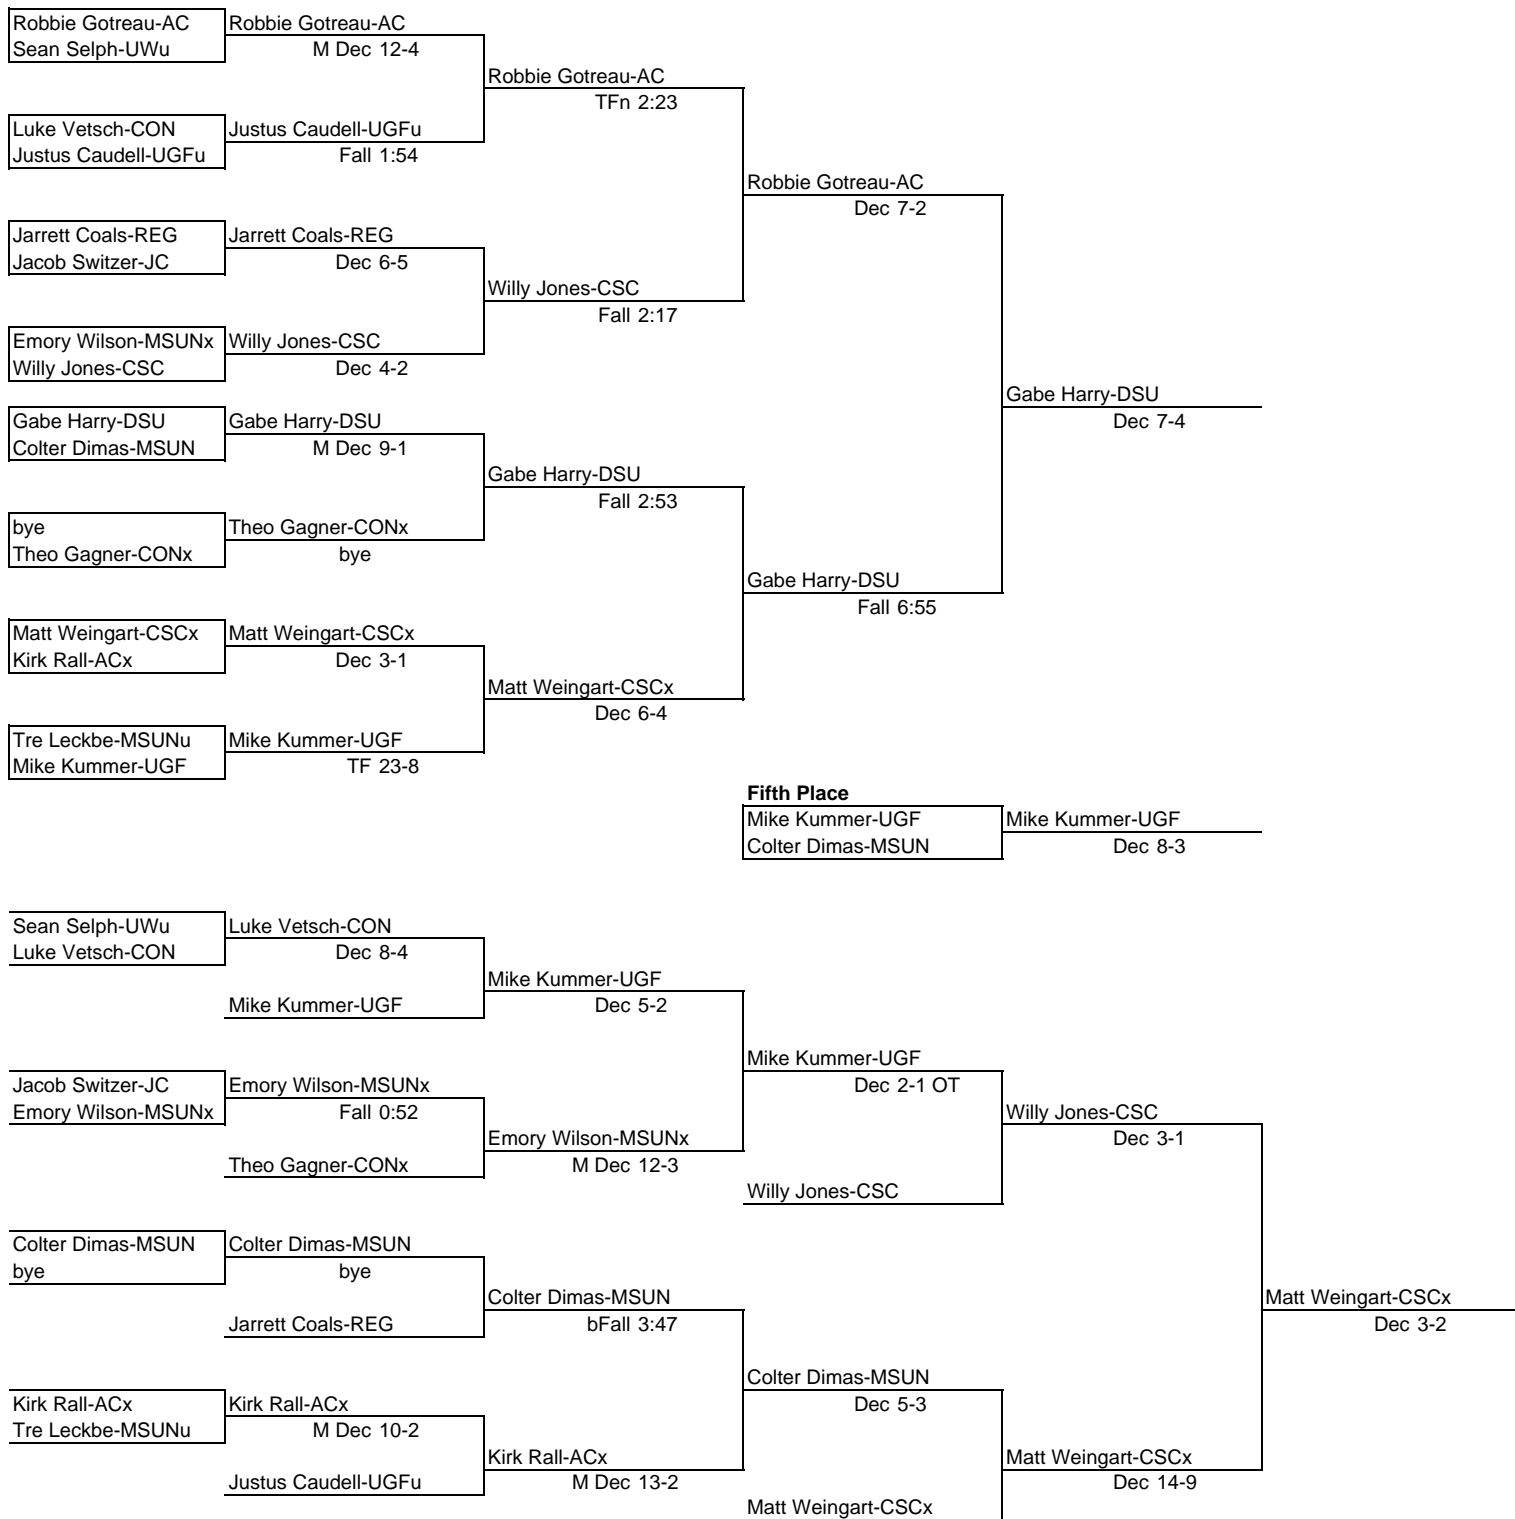 Robbie Gotreau-AC
Sean Selph-UWu
Robbie Gotreau-AC
M Dec 12-4
Robbie Gotreau-AC
TFn 2:23
Luke Vetsch-CON
Justus Caudell-UGFu
Justus Caudell-UGFu
Fall 1:54
Robbie Gotreau-AC
Dec 7-2
Jarrett Coals-REG
Jacob Switzer-JC
Jarrett Coals-REG
Dec 6-5
Willy Jones-CSC
Fall 2:17
Emory Wilson-MSUNx
Willy Jones-CSC
Willy Jones-CSC
Dec 4-2
Gabe Harry-DSU
Dec 7-4
Gabe Harry-DSU
Colter Dimas-MSUN
Gabe Harry-DSU
M Dec 9-1
Gabe Harry-DSU
Fall 2:53
bye
Theo Gagner-CONx
Theo Gagner-CONx
bye
Gabe Harry-DSU
Fall 6:55
Matt Weingart-CSCx
Kirk Rall-ACx
Matt Weingart-CSCx
Dec 3-1
Matt Weingart-CSCx
Dec 6-4
Tre Leckbe-MSUNu
Mike Kummer-UGF
Mike Kummer-UGF
TF 23-8
Fifth Place
Mike Kummer-UGF
Colter Dimas-MSUN
Mike Kummer-UGF
Dec 8-3
Sean Selph-UWu
Luke Vetsch-CON
Luke Vetsch-CON
Dec 8-4
Mike Kummer-UGF
Dec 5-2
Mike Kummer-UGF
Mike Kummer-UGF
Dec 2-1 OT
Jacob Switzer-JC
Emory Wilson-MSUNx
Emory Wilson-MSUNx
Fall 0:52
Willy Jones-CSC
Dec 3-1
Emory Wilson-MSUNx
M Dec 12-3
Theo Gagner-CONx
Willy Jones-CSC
Colter Dimas-MSUN
bye
Colter Dimas-MSUN
bye
Colter Dimas-MSUN
bFall 3:47
Jarrett Coals-REG
Matt Weingart-CSCx
Dec 3-2
Colter Dimas-MSUN
Dec 5-3
Kirk Rall-ACx
Tre Leckbe-MSUNu
Kirk Rall-ACx
M Dec 10-2
Kirk Rall-ACx
M Dec 13-2
Matt Weingart-CSCx
Dec 14-9
Justus Caudell-UGFu
Matt Weingart-CSCx